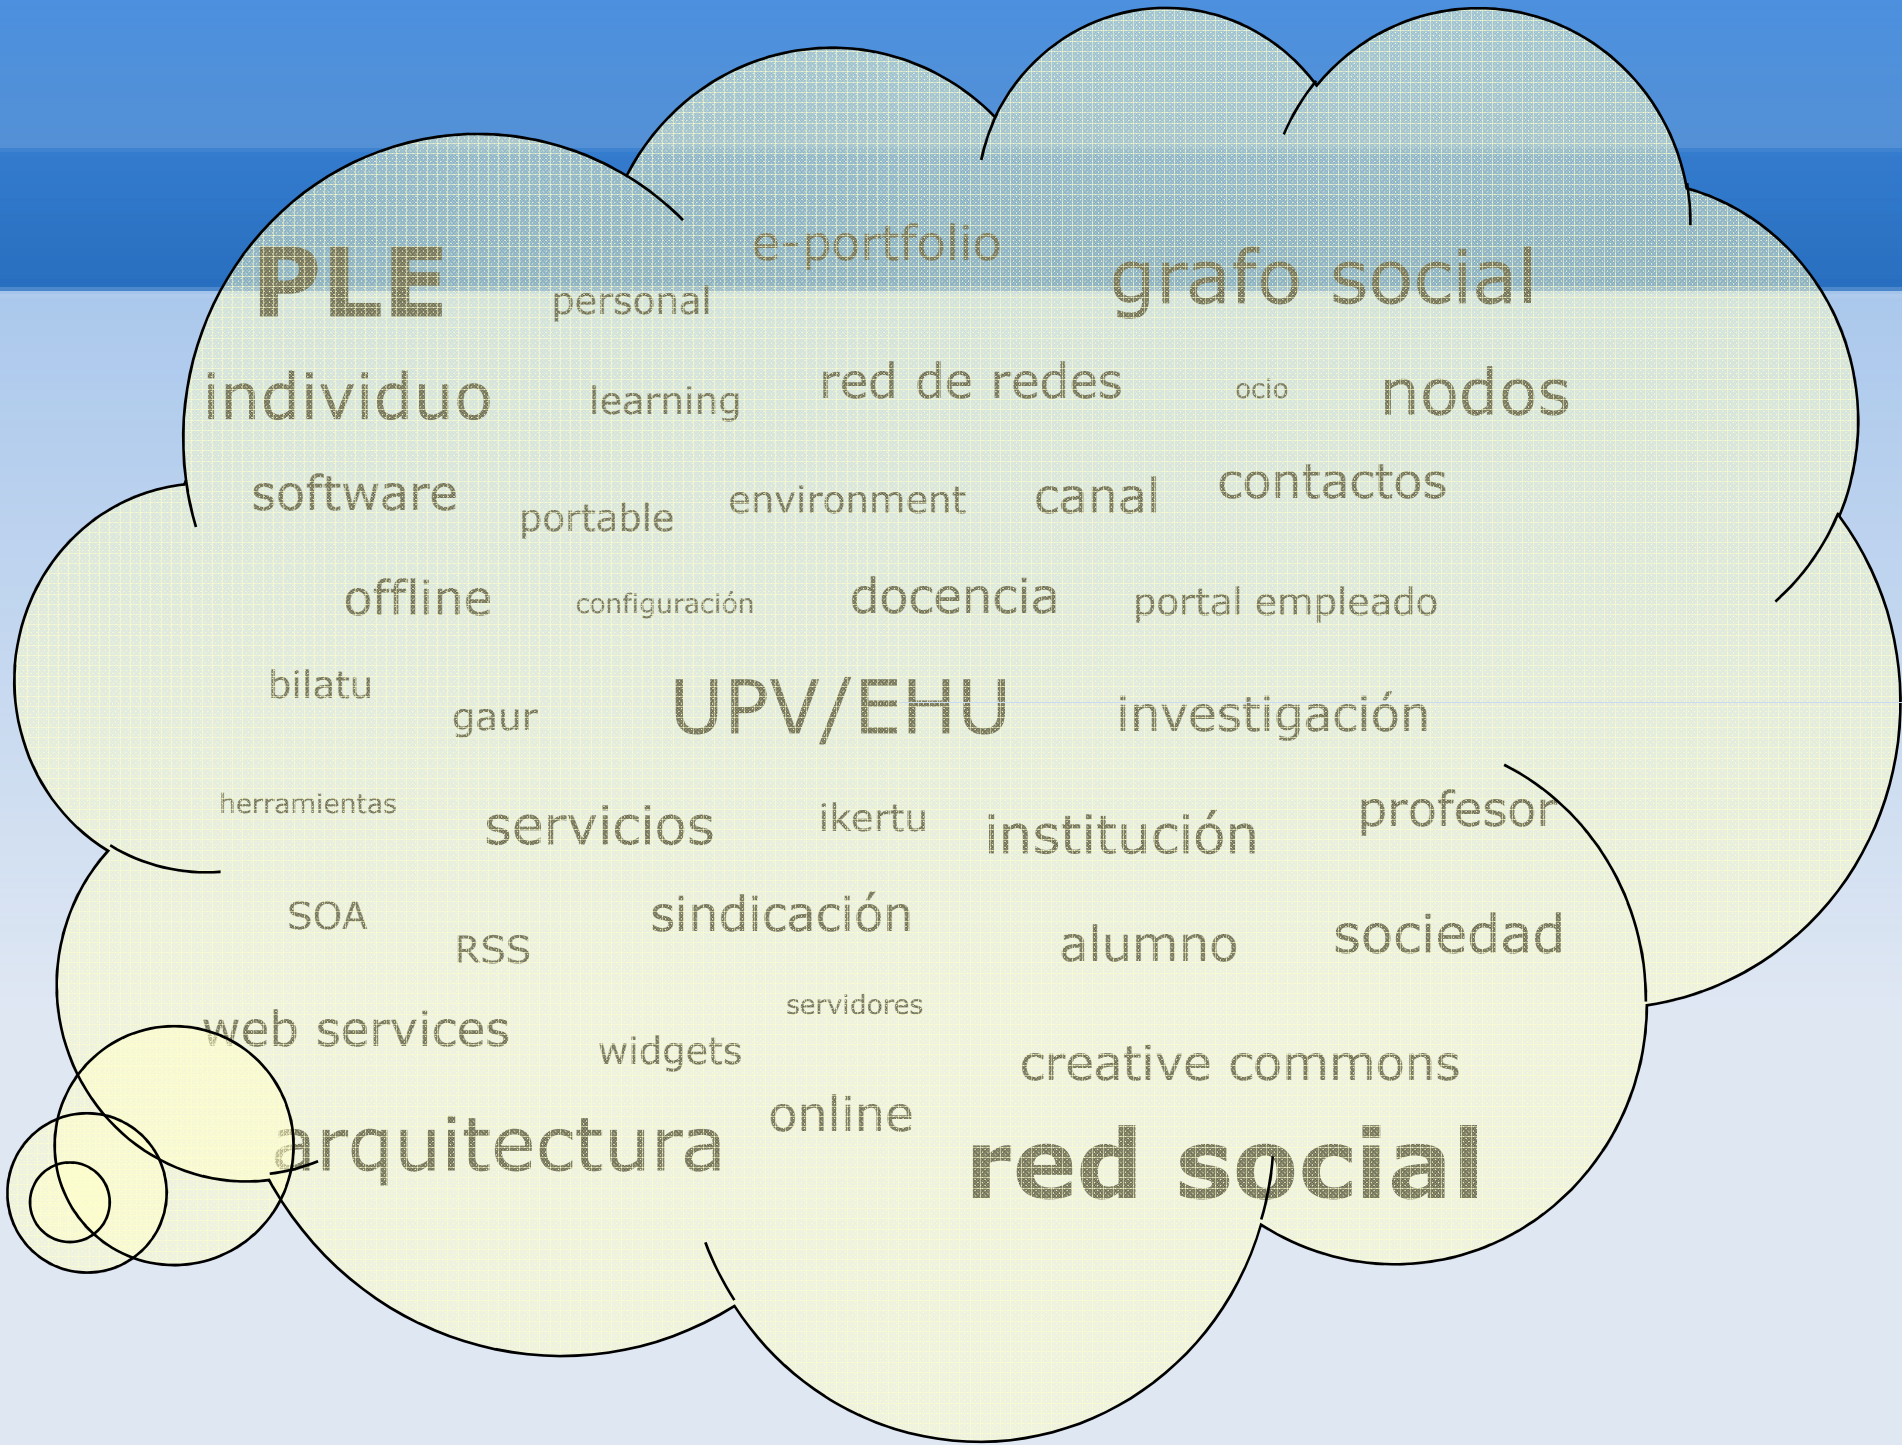 e-portfolio
PLE personal grafo social
individuo learning red de redes ocio nodos
software portable environment canal contactos
offline configuración docencia portal empleado
bilatu gaur UPV/EHU investigación
herramientas servicios ikertu institución profesor
SOA RSS sindicación alumno sociedad
servidores
web services widgets creative commons
arquitectura online red social